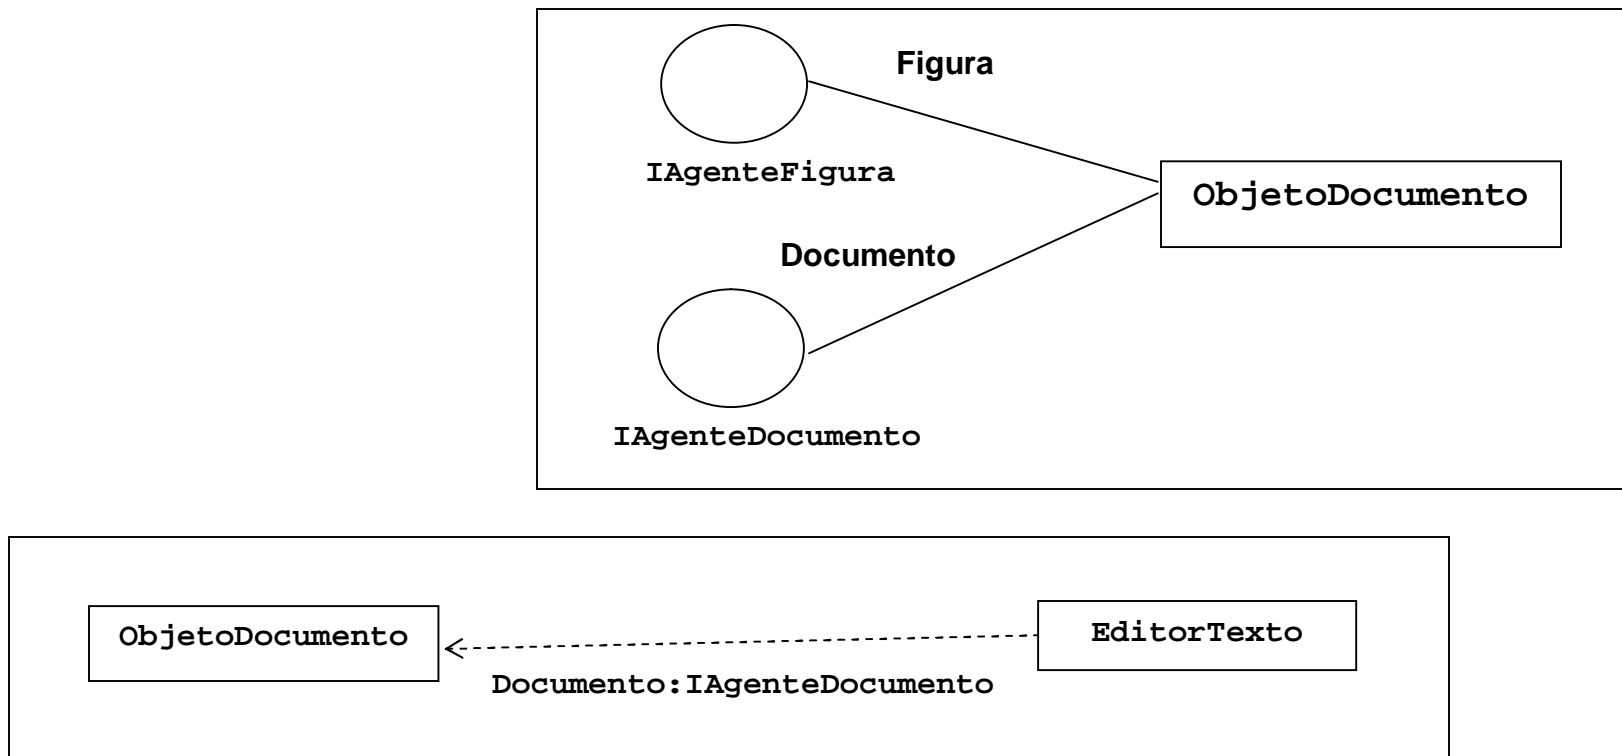 Figura
IAgenteFigura
ObjetoDocumento
Documento
IAgenteDocumento
ObjetoDocumento
EditorTexto
Documento:IAgenteDocumento